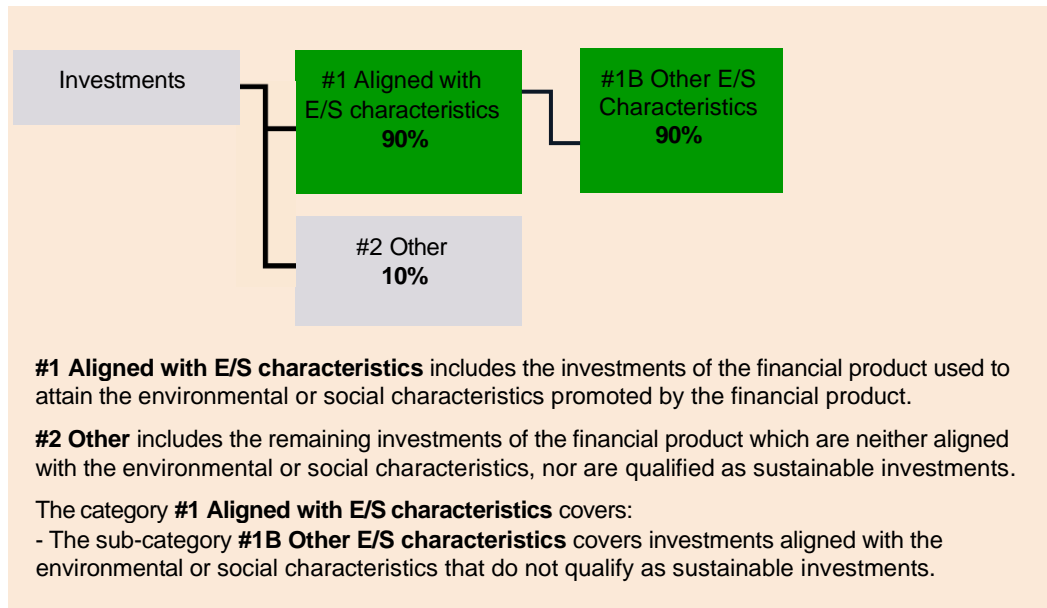 Investments
#1 Aligned with
E/S characteristics
90%
#1B Other E/S
Characteristics
90%
#2 Other
10%
#1 Aligned with E/S characteristics includes the investments of the financial product used to
attain the environmental or social characteristics promoted by the financial product.
#2 Other includes the remaining investments of the financial product which are neither aligned
with the environmental or social characteristics, nor are qualified as sustainable investments.
The category #1 Aligned with E/S characteristics covers:
- The sub-category #1B Other E/S characteristics covers investments aligned with the
environmental or social characteristics that do not qualify as sustainable investments.